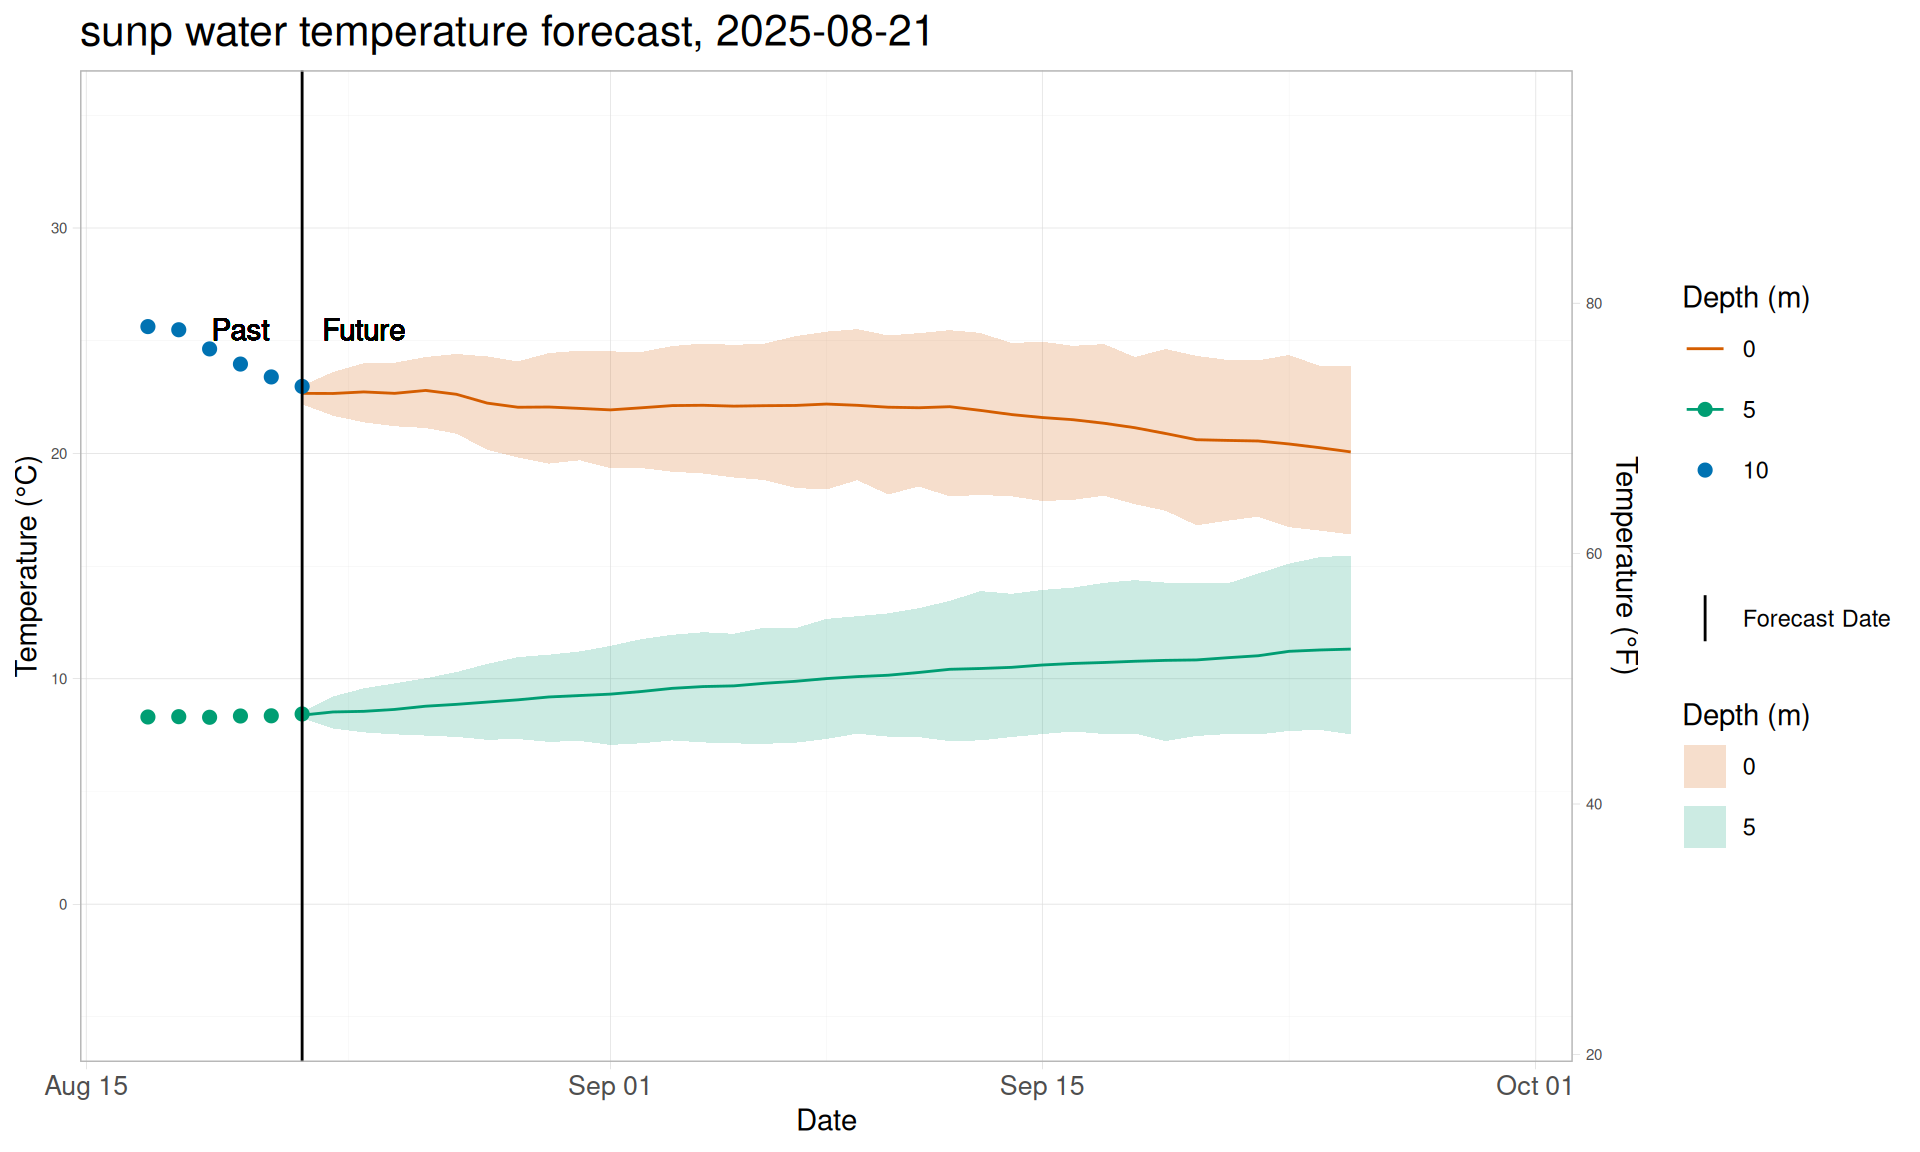 sunp water temperature forecast, 2025-08-21
Past Future
30
20
10
0
Temperature (°C)
80
60
40
20
Temperature (°F)
Aug 15 Sep 01 Sep 15 Oct 01
Date
Depth (m)
0
5
10
Forecast Date
Depth (m)
0
5